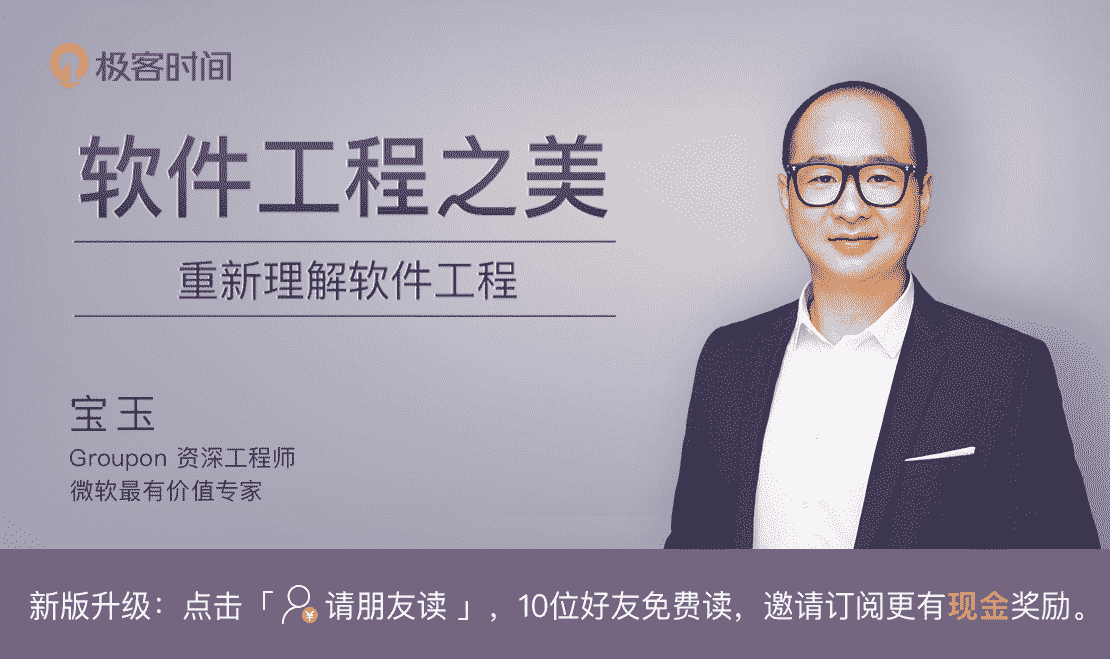 极客时间
软件工程之美
重新理解软件工程
宝玉
Groupon 资深工程师
微软最有价值专家
新版升级：点击「 请朋友读 」，10位好友免费读，邀请订阅更有现金奖励。